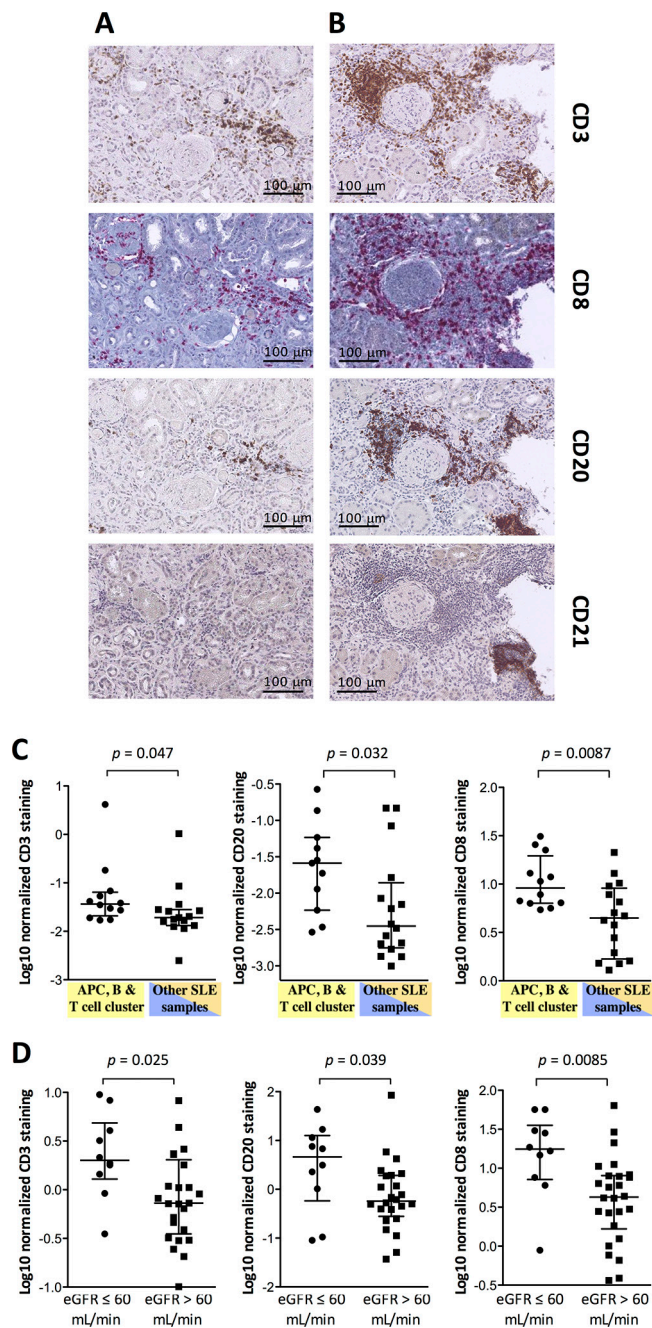 A
B
100 µm
100 µm
CD3
100 µm
100 µm
CD8
100 µm
100 µm
CD20
100 µm
100 µm
CD21
C
p = 0.047
p = 0.032
p = 0.0087
Log10 normalized CD3 staining
1
0
-1
-2
-3
Log10 normalized CD20 staining
-0.5
-1.0
-1.5
-2.0
-2.5
-3.0
Log10 normalized CD8 staining
2.0
1.5
1.0
0.5
0.0
APC, B &
T cell cluster
Other SLE
samples
APC, B &
T cell cluster
Other SLE
samples
APC, B &
T cell cluster
Other SLE
samples
D
p = 0.025
p = 0.039
p = 0.0085
Log10 normalized CD3 staining
1.0
0.5
0.0
-0.5
-1.0
Log10 normalized CD20 staining
2
1
0
-1
-2
Log10 normalized CD8 staining
2.0
1.5
1.0
0.5
0.0
-0.5
eGFR ≤ 60
mL/min
eGFR > 60
mL/min
eGFR ≤ 60
mL/min
eGFR > 60
mL/min
eGFR ≤ 60
mL/min
eGFR > 60
mL/min